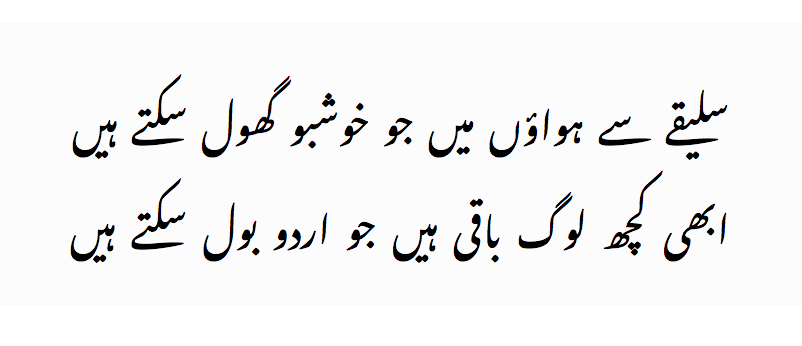 سلیقے سے ہواؤں میں جو خوشبو گھول سکتے ہیں
ابھی کچھ لوگ باقی ہیں جو اردو بول سکتے ہیں